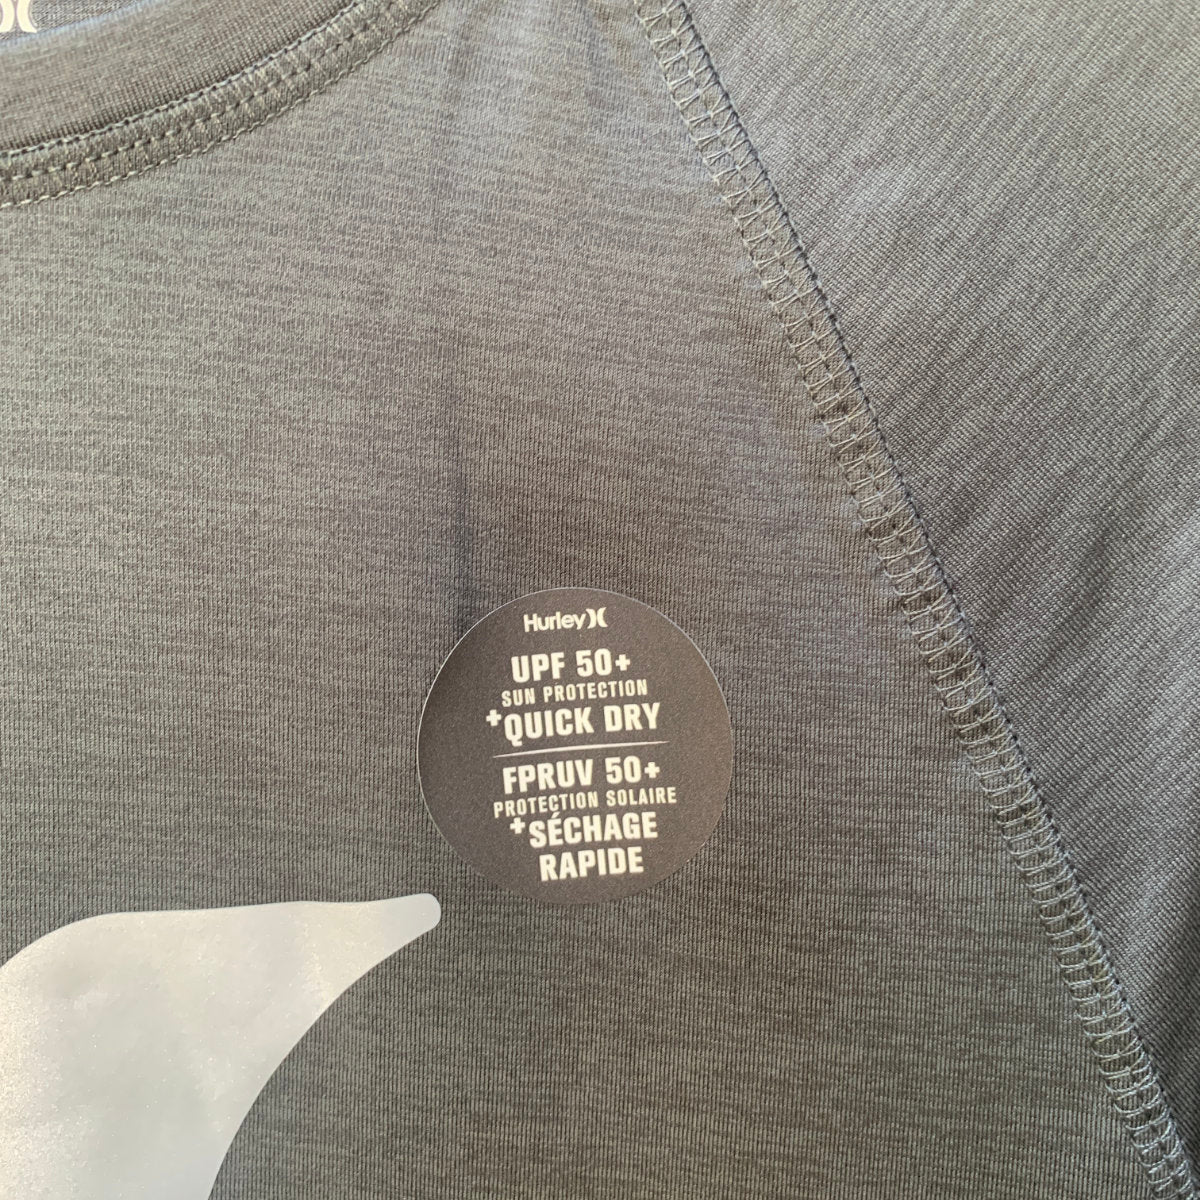 Hurley
UPF 50+
SUN PROTECTION
+QUICK DRY
FPRUV 50+
PROTECTION SOLAIRE
+SÉCHAGE
RAPIDE